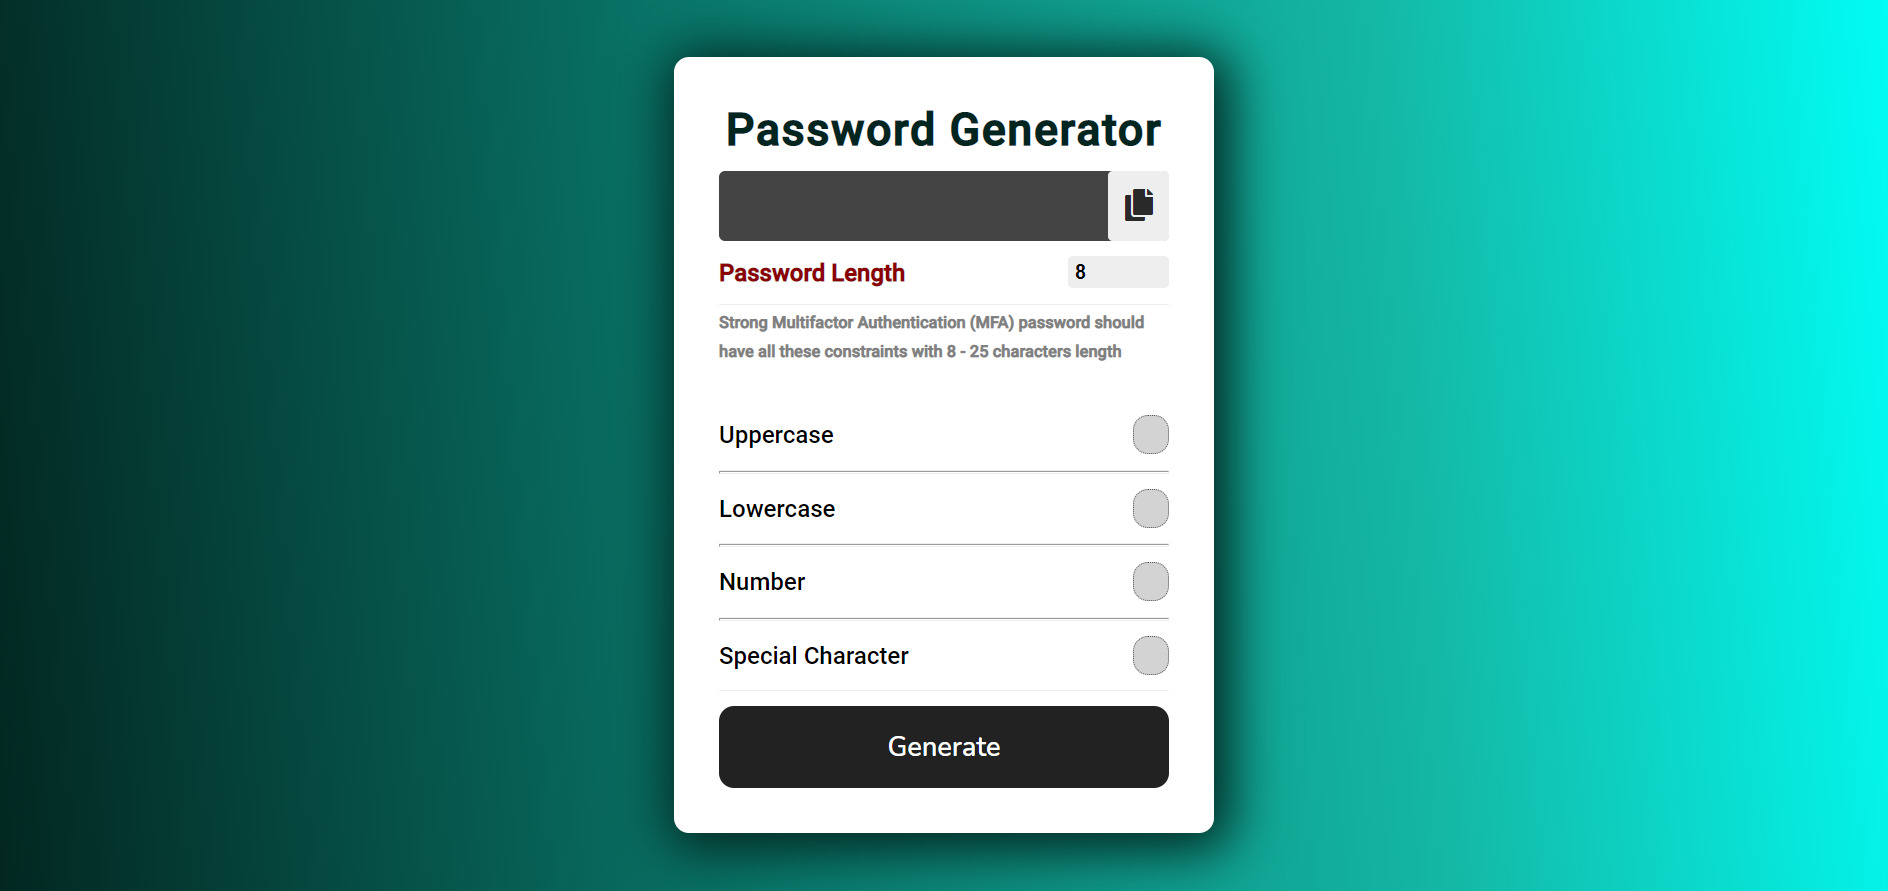 Password Generator
Password Length
8
Strong Multifactor Authentication (MFA) password should
have all these constraints with 8 - 25 characters length
Uppercase
Lowercase
Number
Special Character
Generate